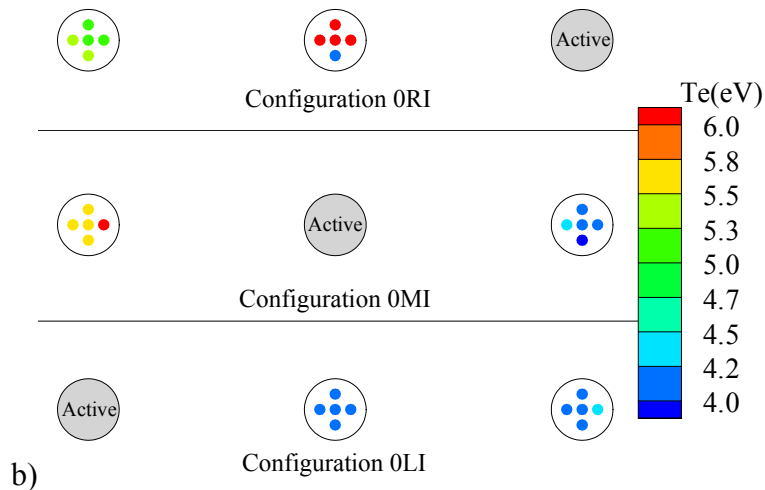 Active
Configuration 0RI
Te(eV)
6.0
5.8
5.5
5.3
5.0
4.7
4.5
4.2
4.0
Active
Configuration 0MI
Active
Configuration 0LI
b)